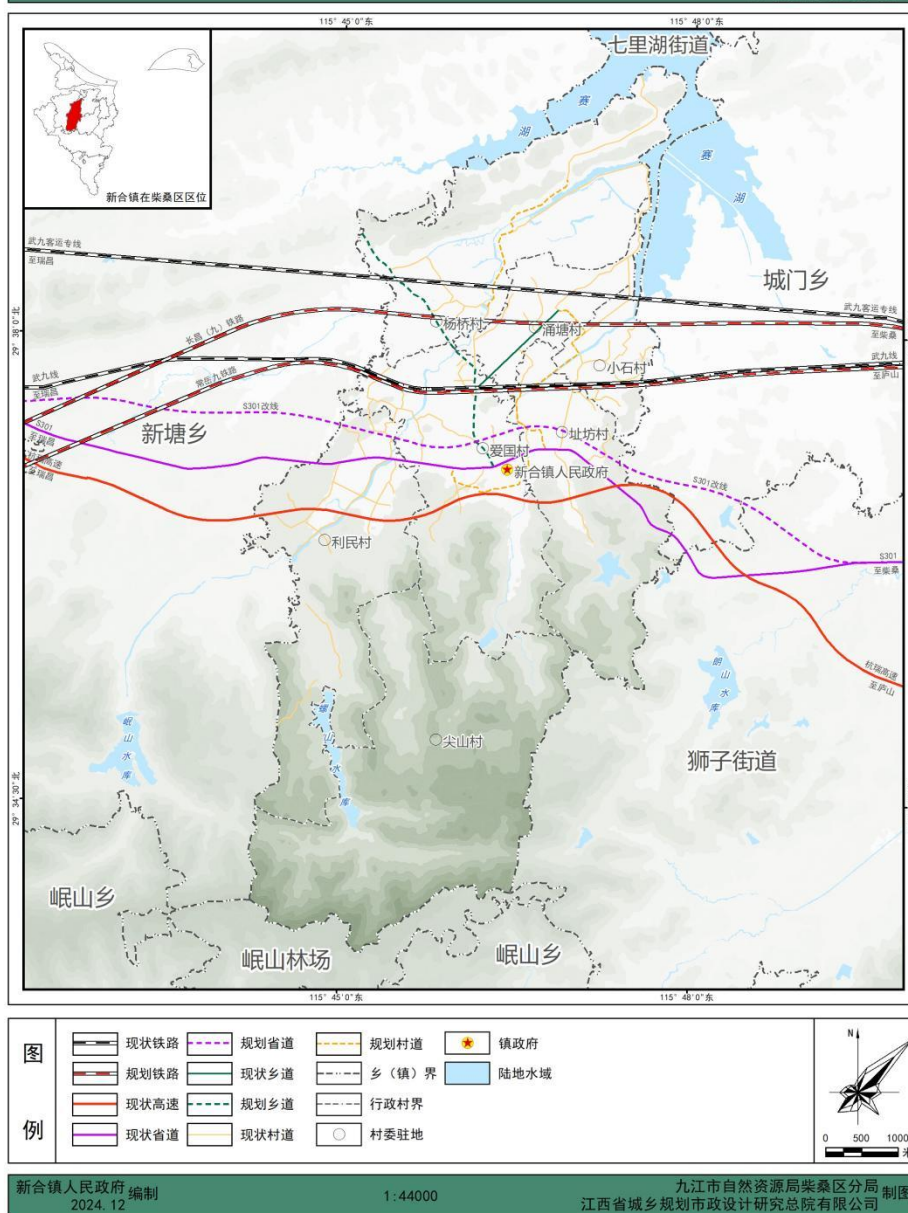 115° 45′0″东
115° 48′0″东
七里湖街道
新合镇在柴桑区区位
赛
湖
赛
湖
武九客运专线
至瑞昌
城门乡
29° 38′0″北
武九客运专线
至柴桑
杨桥村
涌塘村
长昌（九）铁路
武九线
至庐山
小石村
武九线
至瑞昌
常岳九铁路
S301改线
S301
至瑞昌
新塘乡
址坊村
爱国村
杭瑞高速
至瑞昌
新合镇人民政府
S301改线
利民村
S301
至柴桑
朗山水库
杭瑞高速
至庐山
岷山水库
螺山水库
尖山村
狮子街道
29° 34′30″北
岷山乡
岷山林场
岷山乡
115° 45′0″东
115° 48′0″东
图例
现状铁路
规划省道
规划村道
镇政府
规划铁路
现状乡道
乡（镇）界
陆地水域
现状高速
规划乡道
行政村界
现状省道
现状村道
村委驻地
N
0 500 1000
米
新合镇人民政府 编制
2024.12
1:44000
九江市自然资源局柴桑区分局
江西省城乡规划市政设计研究总院有限公司 制图